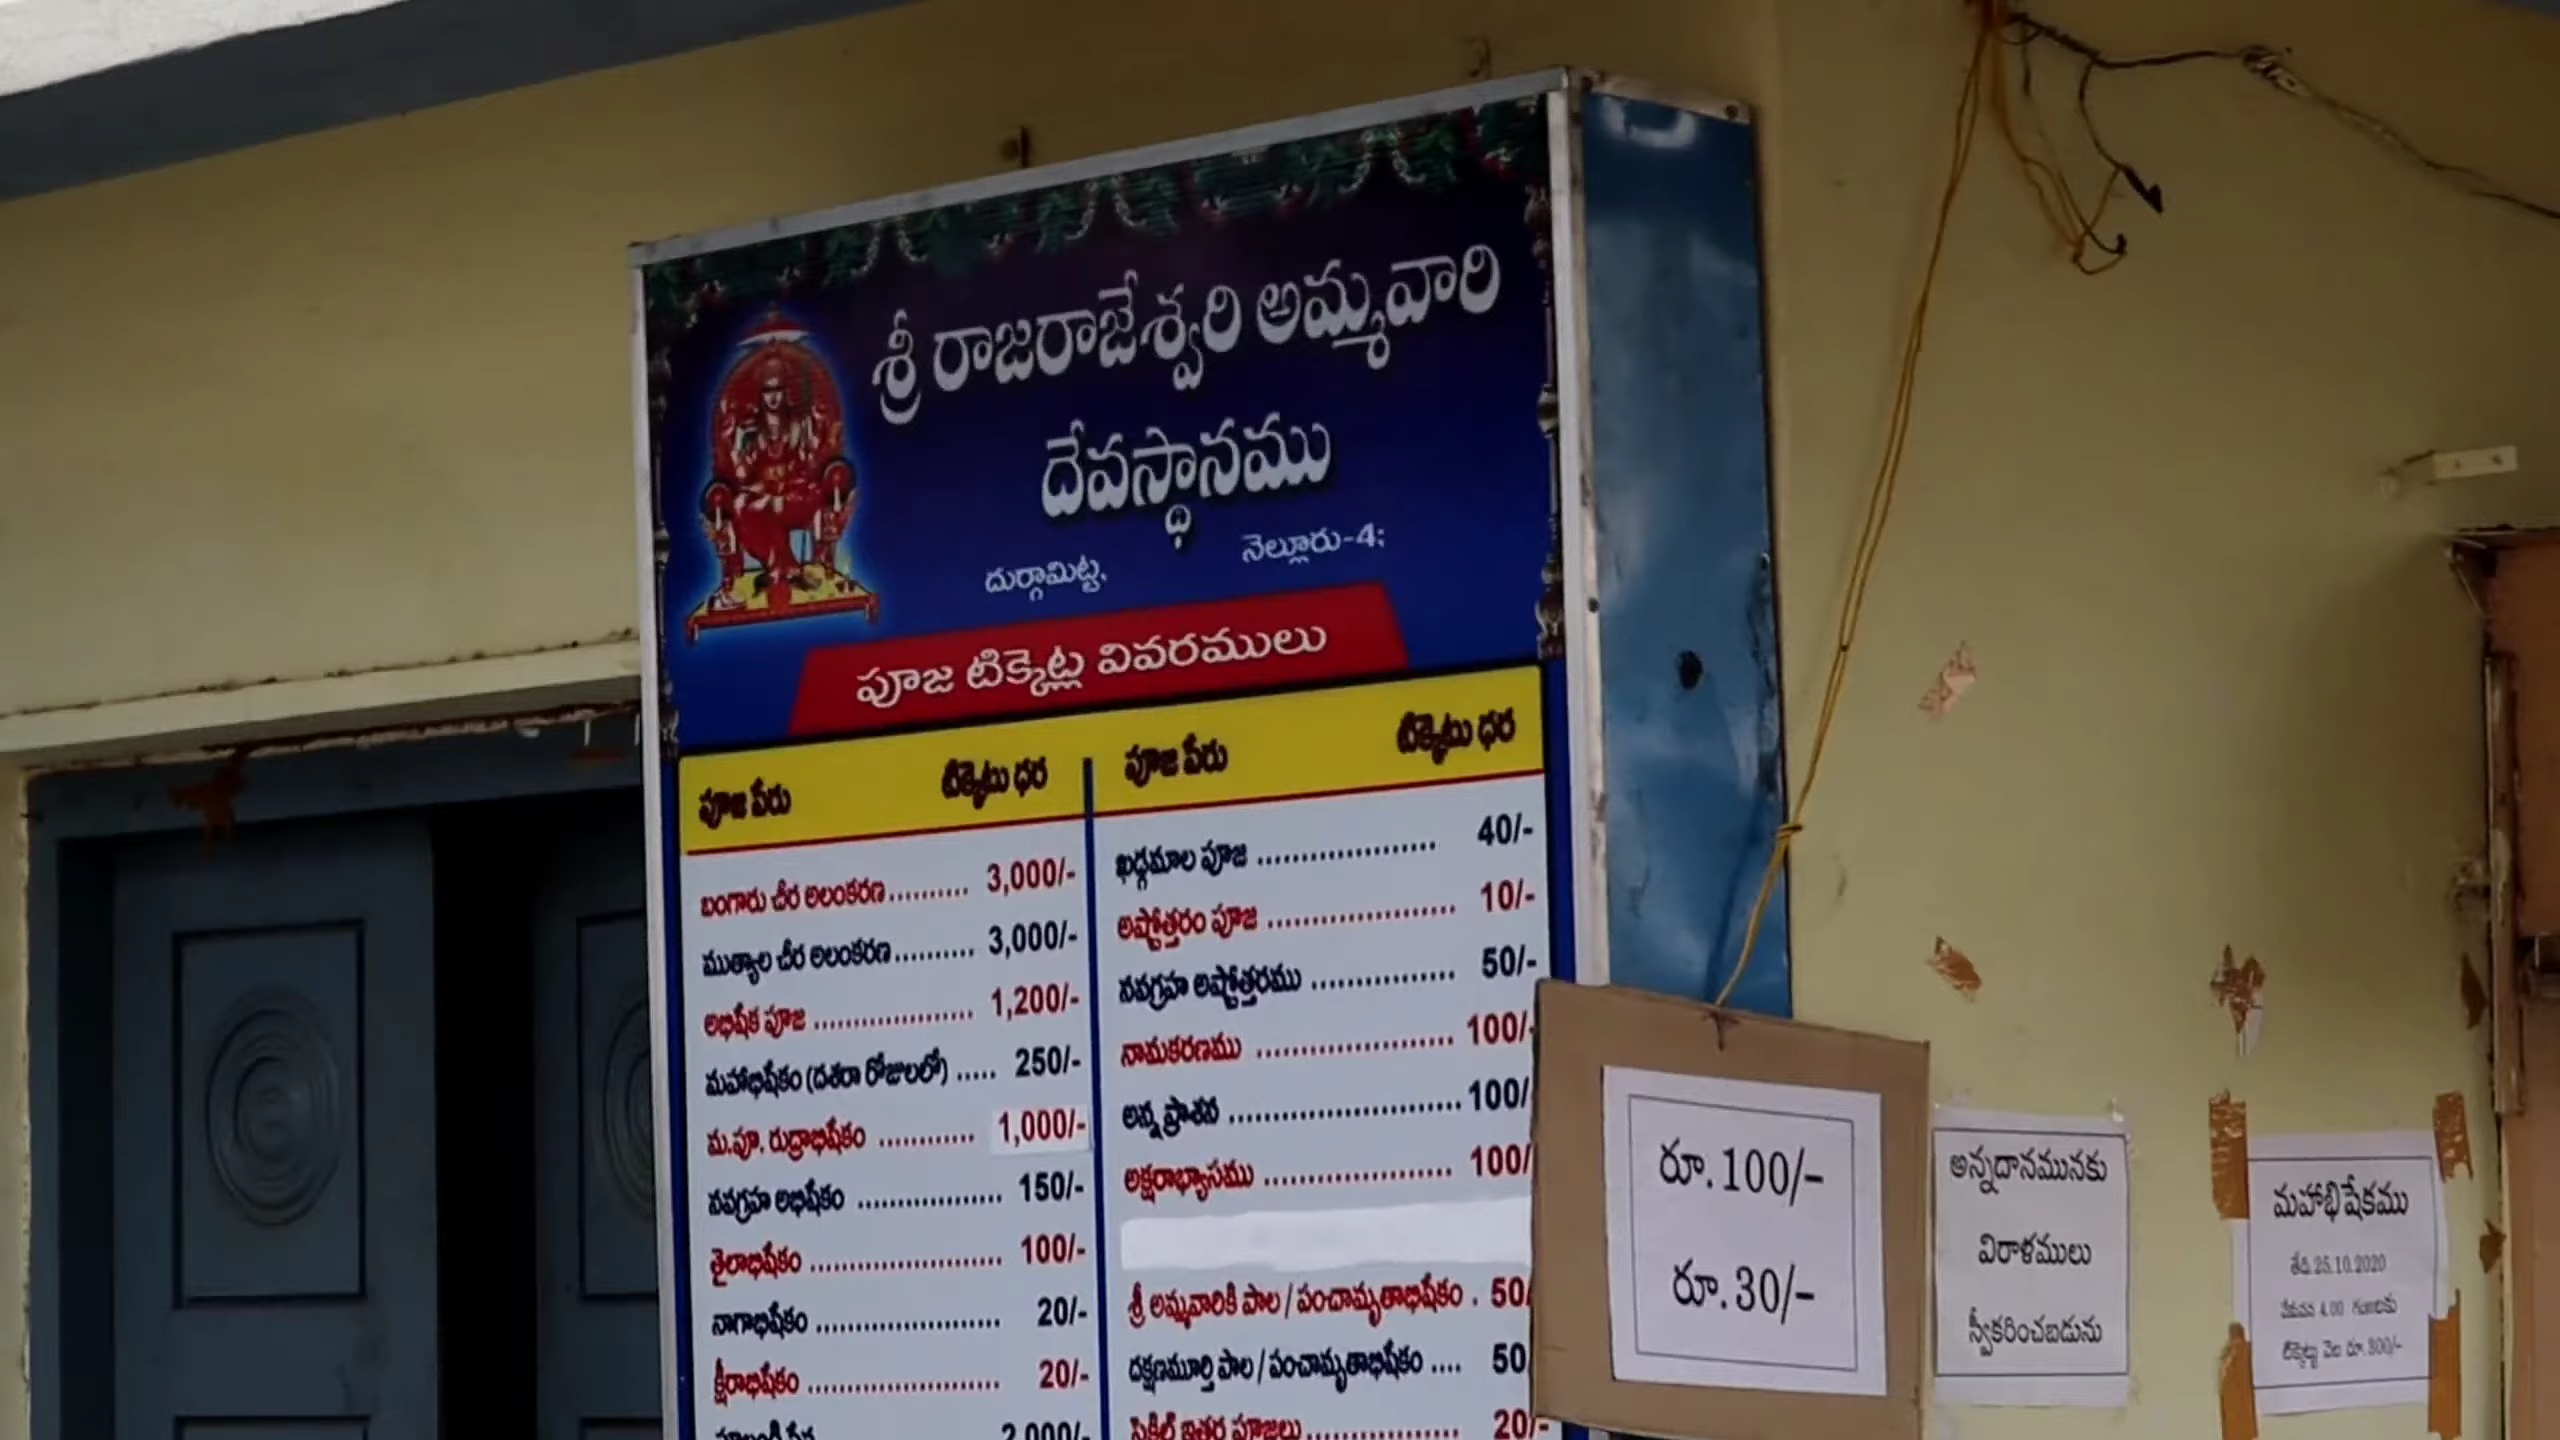 శ్రీ రాజరాజేశ్వరి అమ్మవారి
దేవస్థానము
దుర్గామిట్ట, నెల్లూరు-4;
పూజ టిక్కెట్ల వివరములు
పూజ పేరు టిక్కెటు ధర
బంగారు చీర అలంకరణ.......... 3,000/-
ముత్యాల చీర అలంకరణ.......... 3,000/-
అభిషేక పూజ .................... 1,200/-
మహాభిషేకం (దశరా రోజులలో) ..... 250/-
మ.పూ. రుద్రాభిషేకం ............ 1,000/-
నవగ్రహ అభిషేకం .................. 150/-
తైలాభిషేకం ........................ 100/-
నాగాభిషేకం ....................... 20/-
క్షీరాభిషేకం ........................ 20/-
2,000/-
పూజ పేరు టిక్కెటు ధర
ఖడ్గమాల పూజ .................... 40/-
అష్టోత్తరం పూజ ..................... 10/-
నవగ్రహ అష్టోత్తరము ................ 50/-
నామకరణము ...................... 100/-
అన్న ప్రాశన ......................... 100/
అక్షరాభ్యాసము ..................... 100/
శ్రీ అమ్మవారికి పాల / పంచామృతాభిషేకం . 50/
దక్షణమూర్తి పాల / పంచామృతాభిషేకం .... 50
ఇతర పూజలు.................... 20/-
రూ.100/-
రూ.30/-
అన్నదానమునకు
విరాళములు
స్వీకరించబడును
మహాభిషేకము
తేది.25.10.2020
4.00 గంటలకు
టిక్కెట్టు వెల రూ.300/-